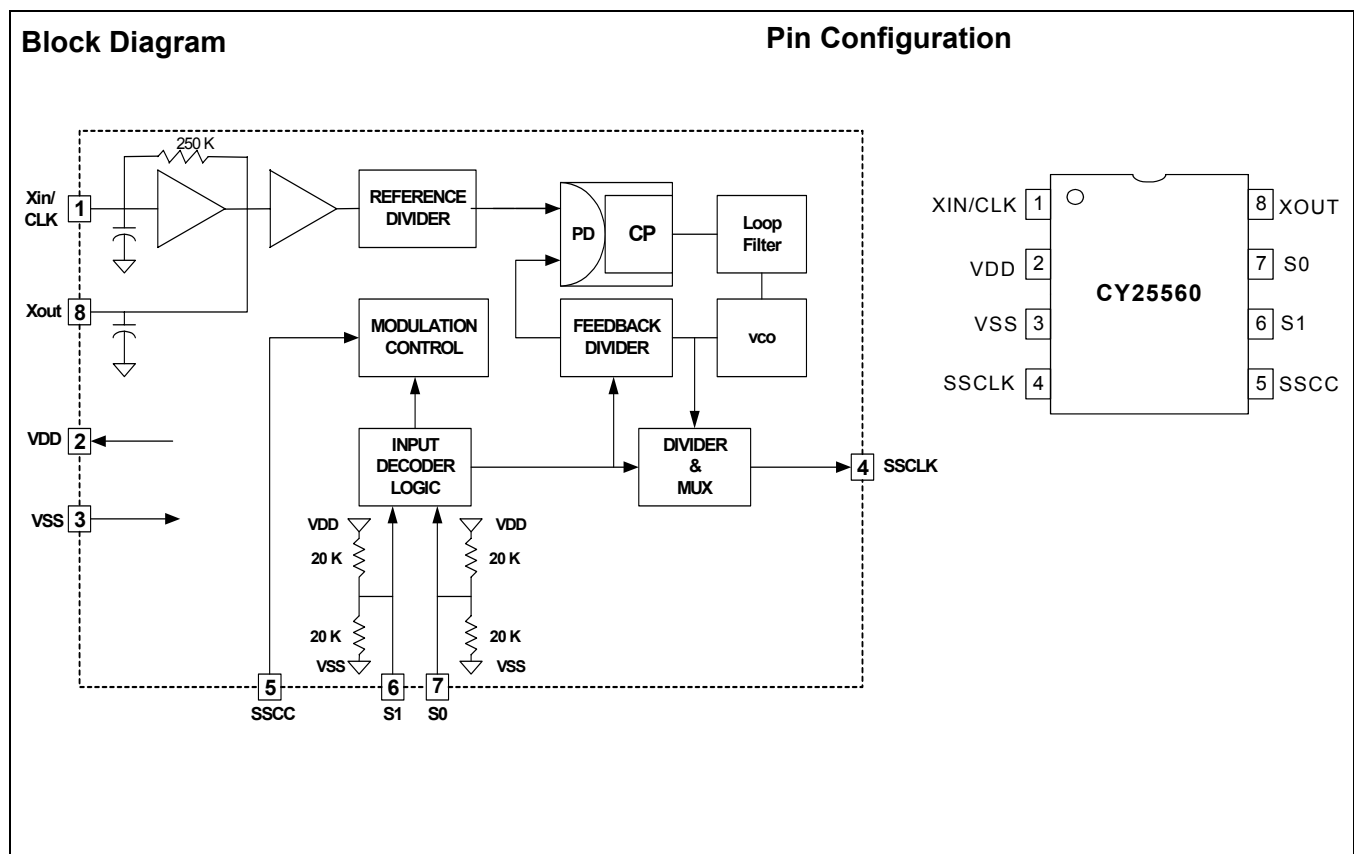 Block Diagram
Pin Configuration
250 K
Xin/
CLK
1
REFERENCE
DIVIDER
PD
CP
Loop
Filter
Xout
8
MODULATION
CONTROL
FEEDBACK
DIVIDER
vco
VDD
2
INPUT
DECODER
LOGIC
DIVIDER
&
MUX
4
SSCLK
VSS
3
VDD
VDD
20 K
20 K
20 K
20 K
VSS
VSS
5
6
7
SSCC
S1
S0
XIN/CLK
1
8
XOUT
VDD
2
7
S0
CY25560
VSS
3
6
S1
SSCLK
4
5
SSCC